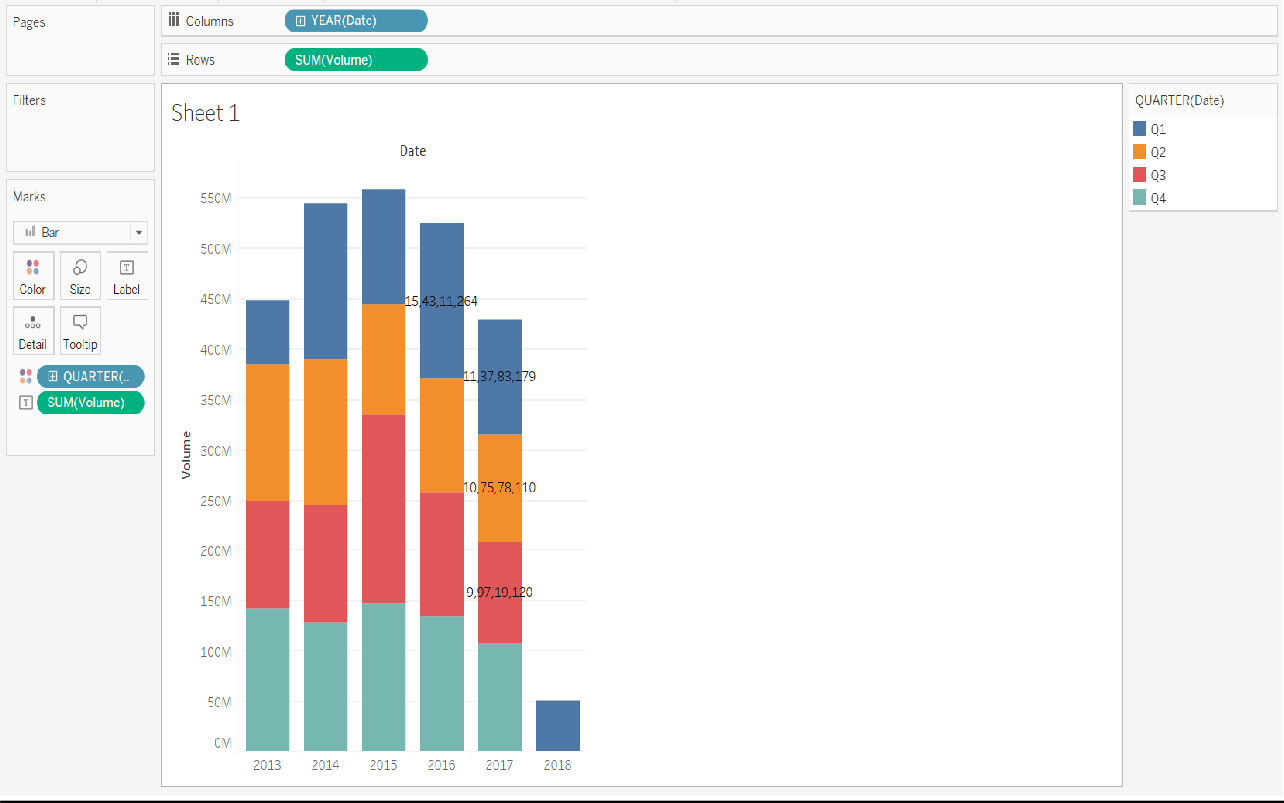 Pages
Columns
YEAR(Date)
Rows
SUM(Volume)
Filters
Marks
Bar
Color
Size
Label
Detail
Tooltip
QUARTER(..
SUM(Volume)
Sheet 1
Date
Volume
550M
500M
450M
400M
350M
300M
250M
200M
150M
100M
50M
0M
15,43,11,264
11,37,83,179
10,75,78,110
9,97,19,120
2013
2014
2015
2016
2017
2018
QUARTER(Date)
Q1
Q2
Q3
Q4